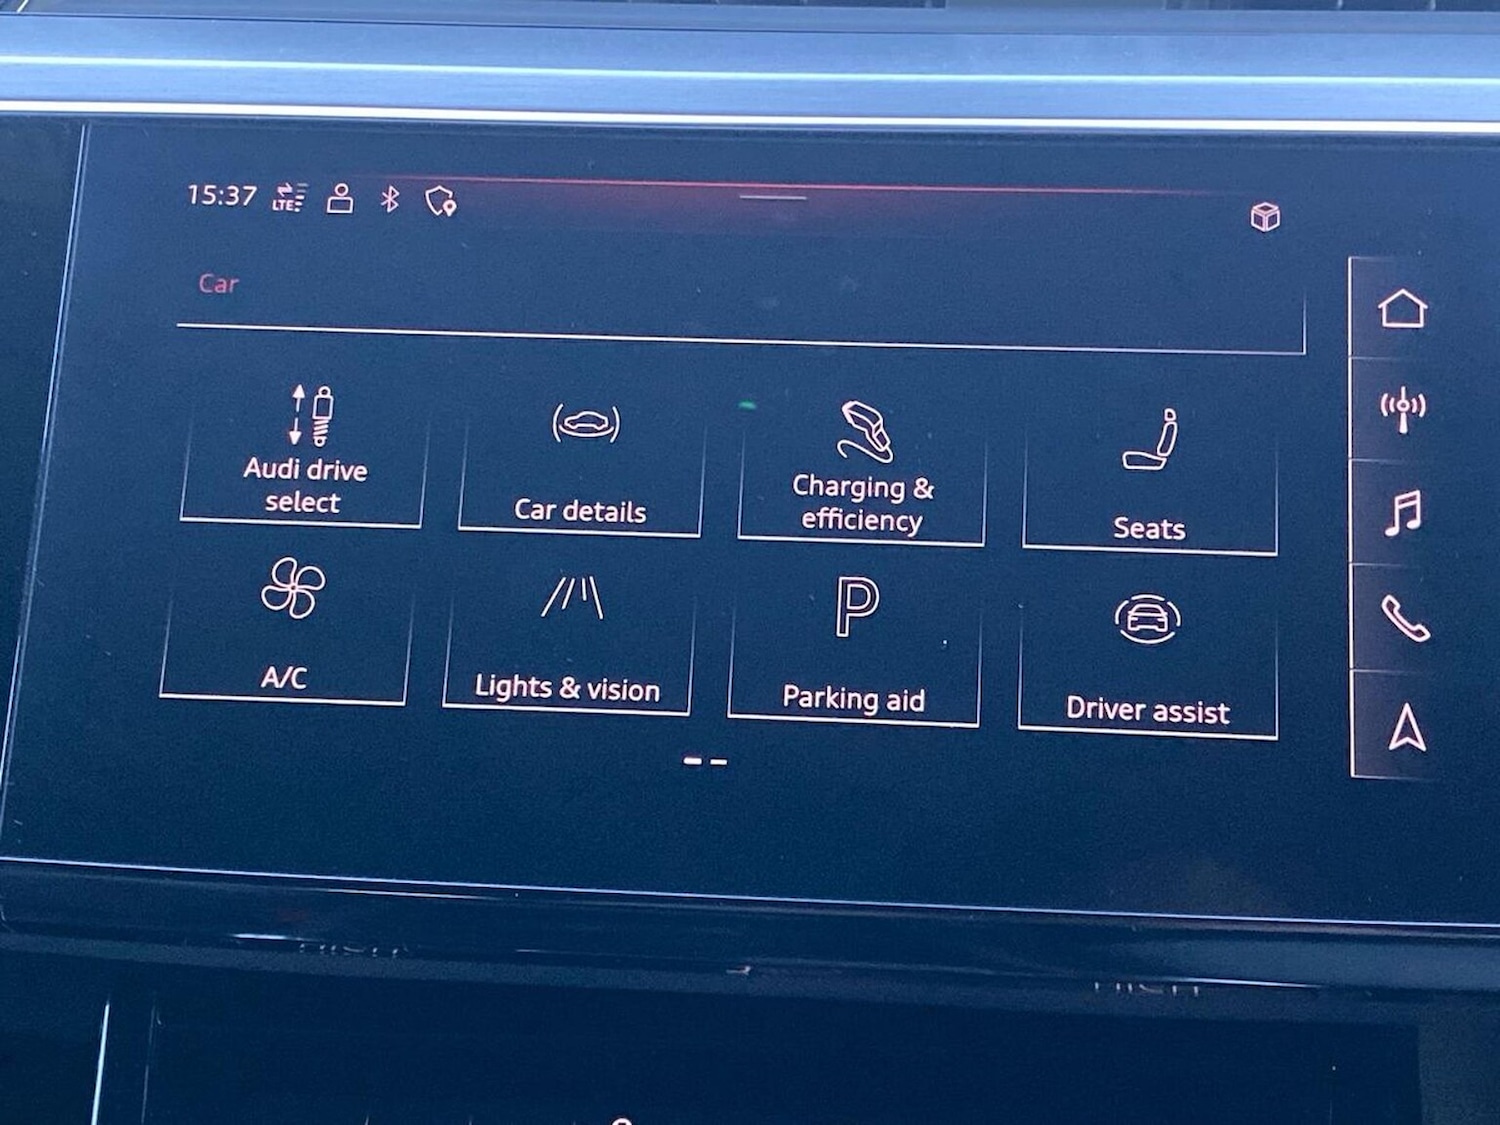 15:37 LTE
Car
Audi drive
select
Car details
Charging &
efficiency
Seats
A/C
Lights & vision
P
Parking aid
Driver assist